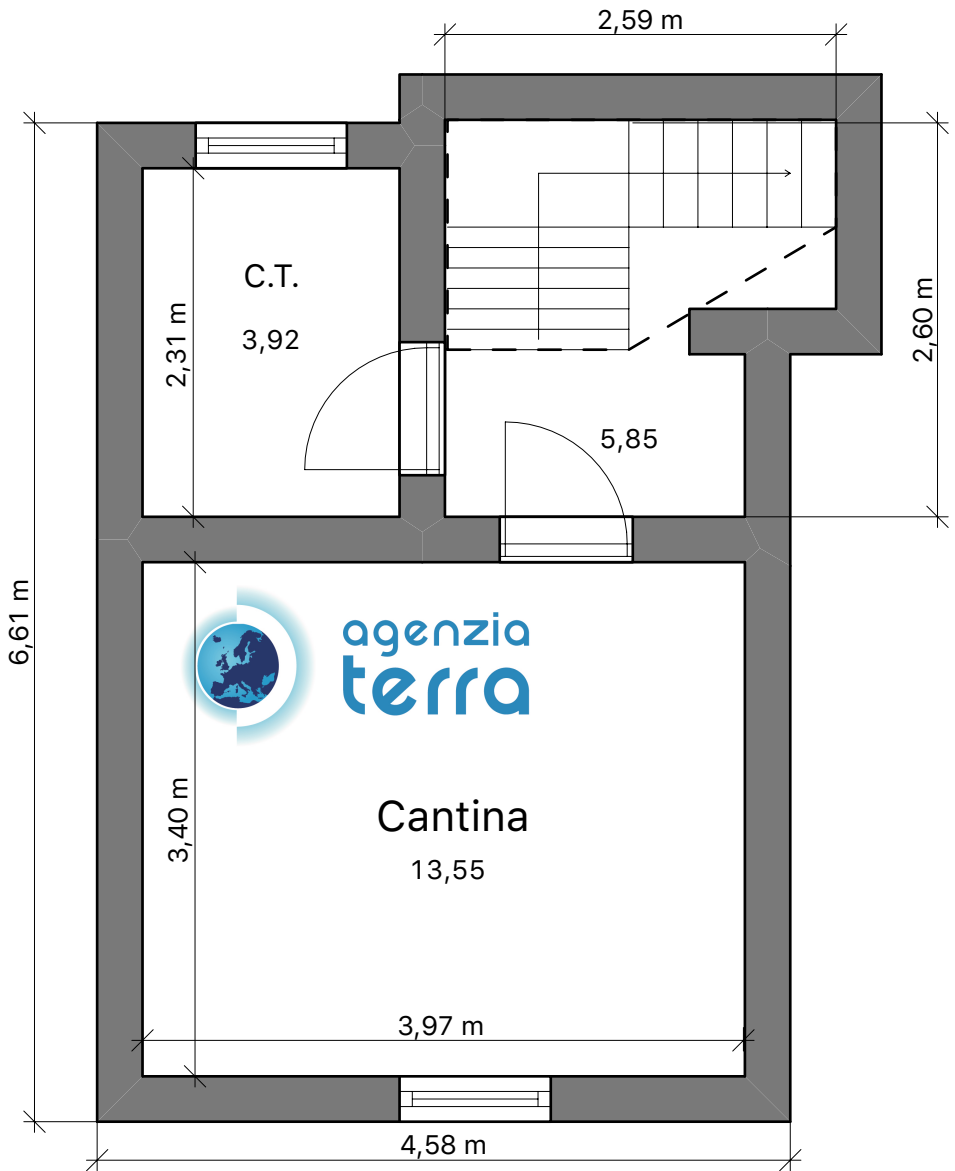 2,59 m
C.T.
3,92
2,31 m
2,60 m
5,85
6,61 m
agenzia
terra
3,40 m
Cantina
13,55
3,97 m
4,58 m